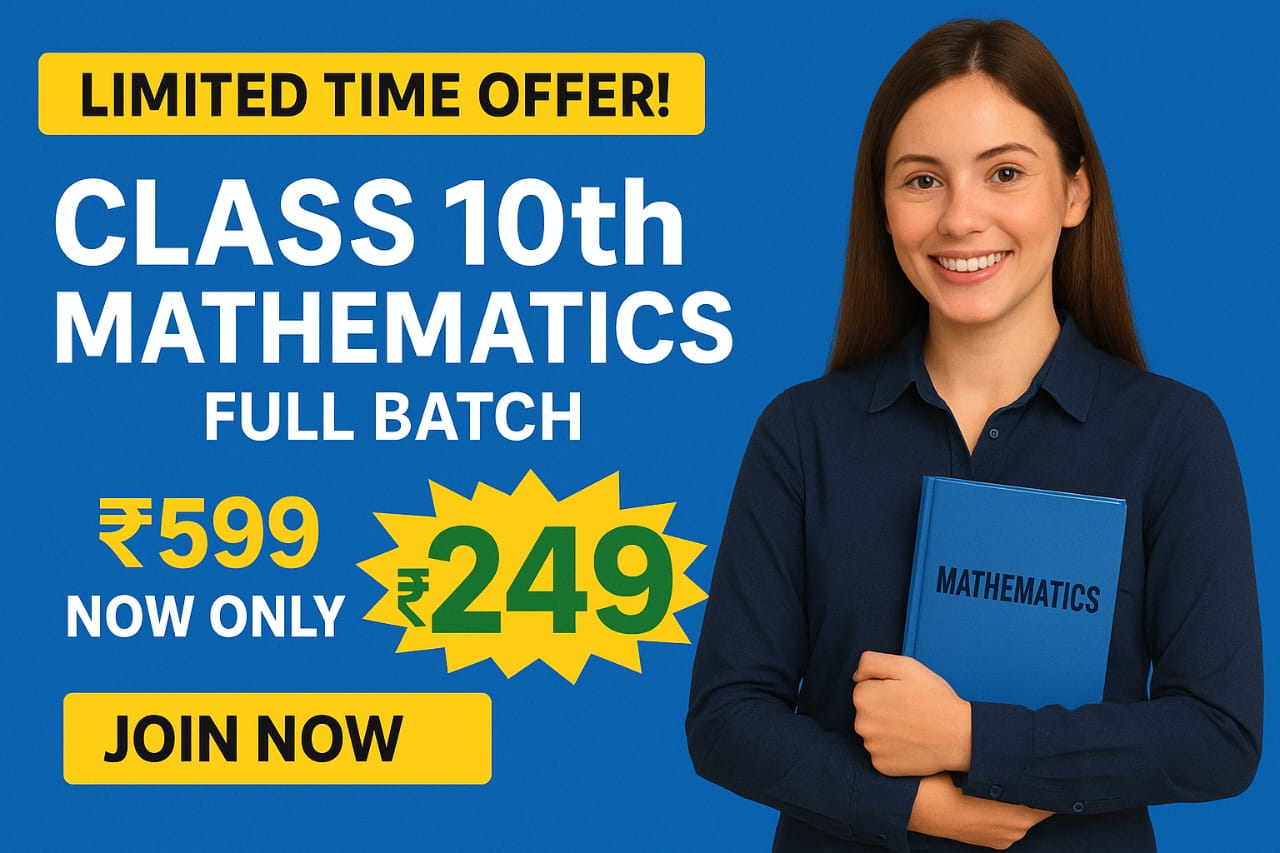 LIMITED TIME OFFER!
CLASS 10th
MATHEMATICS
FULL BATCH
₹599
NOW ONLY
₹249
JOIN NOW
MATHEMATICS